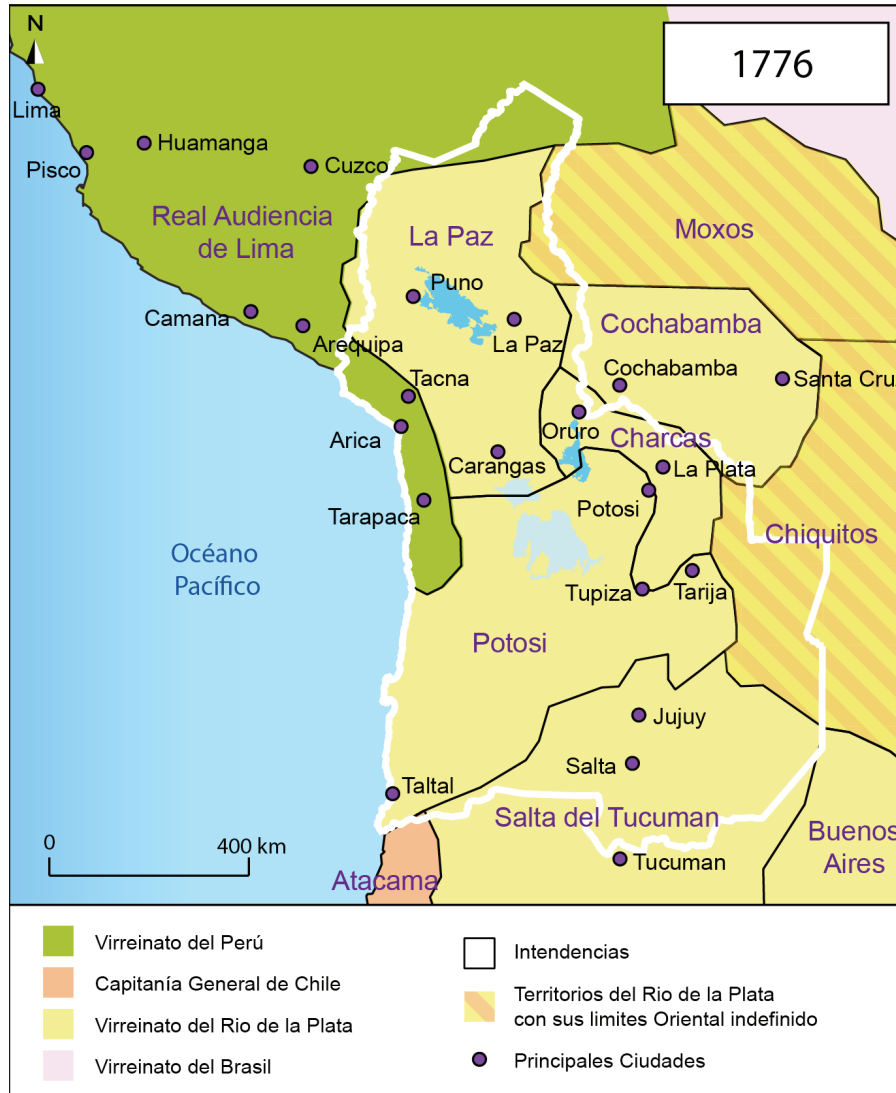 1776
N
Lima
Huamanga
Pisco
Cuzco
Real Audiencia
de Lima
La Paz
Moxos
Puno
Camana
Arequipa
La Paz
Cochabamba
Cochabamba
Santa Cru
Tacna
Arica
Oruro
Charcas
Carangas
La Plata
Potosi
Tarapaca
Chiquitos
Océano
Pacífico
Tupiza
Tarija
Potosi
Jujuy
Salta
Taltal
Salta del Tucuman
Buenos
Aires
0
400 km
Tucuman
Atacama
Virreinato del Perú
Capitanía General de Chile
Virreinato del Rio de la Plata
Virreinato del Brasil
Intendencias
Territorios del Rio de la Plata
con sus limites Oriental indefinido
Principales Ciudades